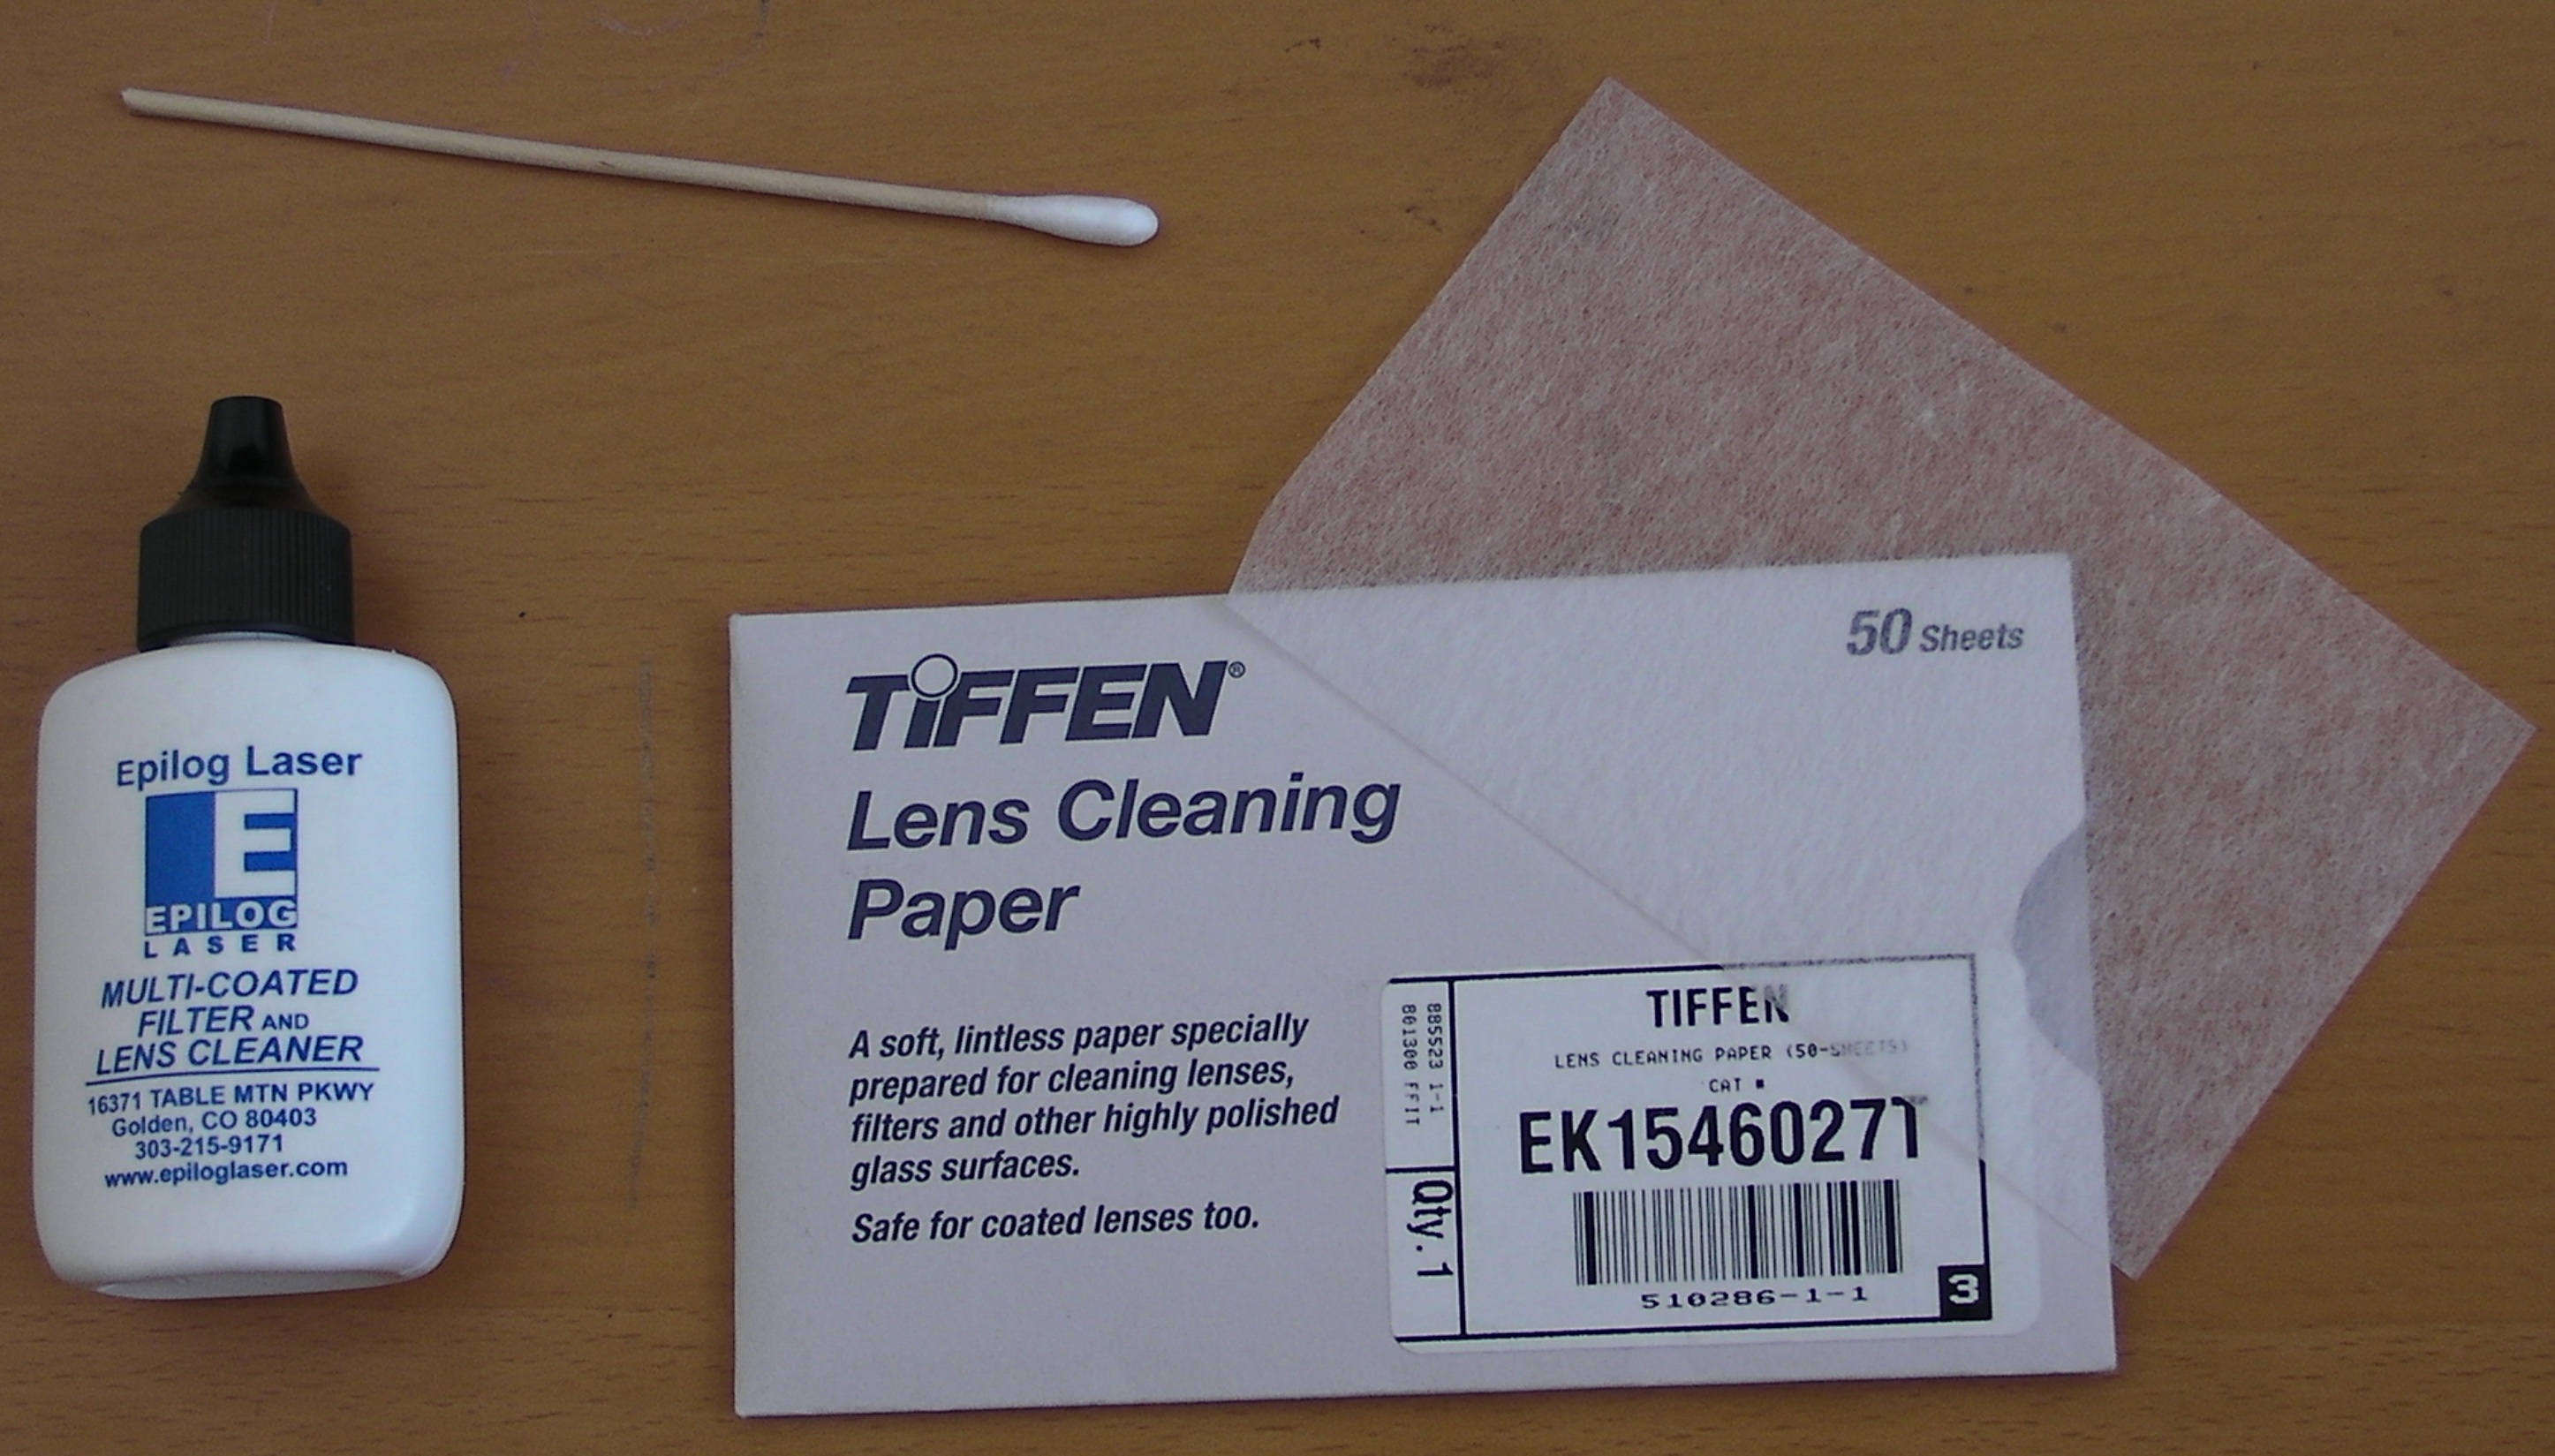 Epilog Laser
E
EPILOG
LASER
MULTI-COATED
FILTER AND
LENS CLEANER
16371 TABLE MTN PKWY
Golden, CO 80403
303-215-9171
www.epiloglaser.com
50 Sheets
TIFFEN®
Lens Cleaning
Paper
A soft, lintless paper specially
prepared for cleaning lenses,
filters and other highly polished
glass surfaces.
Safe for coated lenses too.
885523 1-1
801300 FFIT
Qty. 1
TIFFEN
LENS CLEANING PAPER (50-SHEETS)
CAT #
EK1546027T
510286-1-1
3